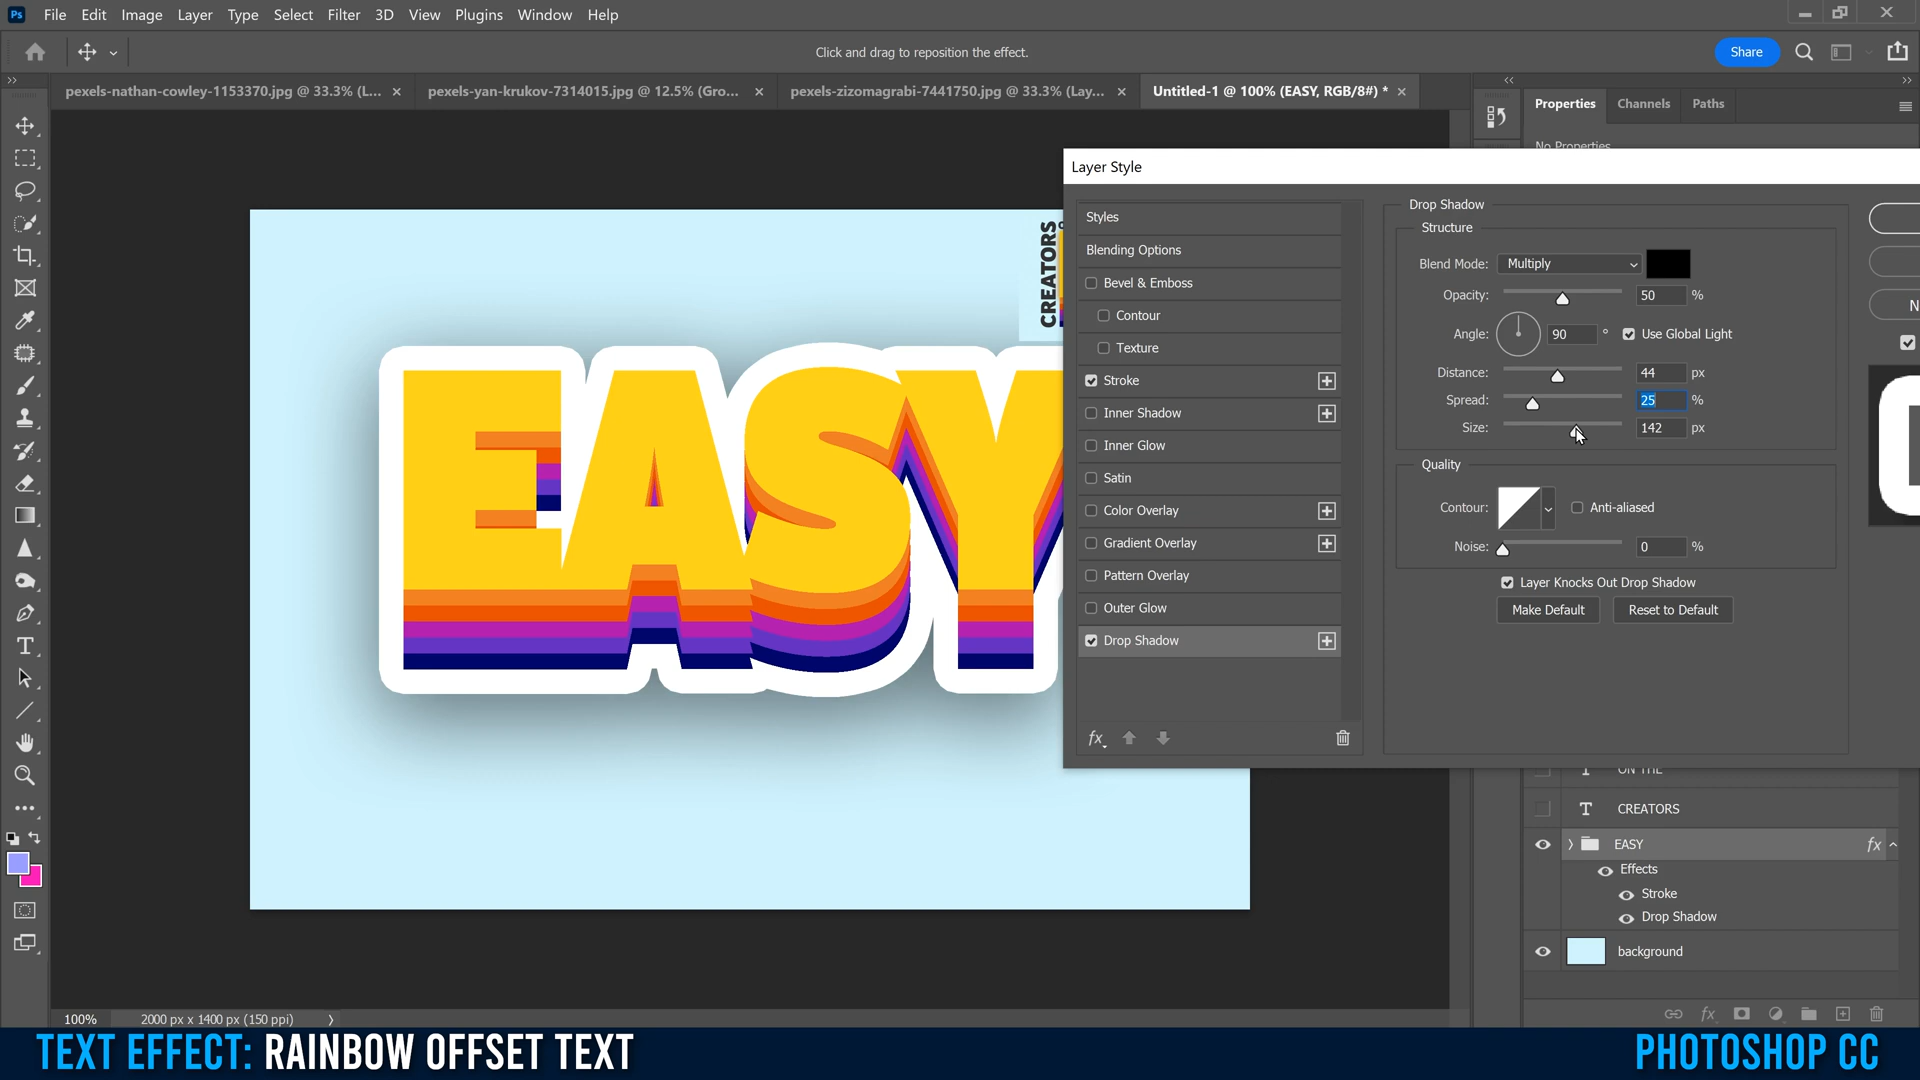 Ps File Edit Image Layer Type Select Filter 3D View Plugins Window Help
Click and drag to reposition the effect.
Share
pexels-nathan-cowley-1153370.jpg @ 33.3% (L...
pexels-yan-krukov-7314015.jpg @ 12.5% (Gro...
pexels-zizomagrabi-7441750.jpg @ 33.3% (Lay...
Untitled-1 @ 100% (EASY, RGB/8#) *
Properties Channels Paths
No Properties
Layer Style
Styles
Blending Options
Bevel & Emboss
Contour
Texture
Stroke
Inner Shadow
Inner Glow
Satin
Color Overlay
Gradient Overlay
Pattern Overlay
Outer Glow
Drop Shadow
fx
Drop Shadow
Structure
Blend Mode: Multiply
Opacity: 50 %
Angle: 90 ° Use Global Light
Distance: 44 px
Spread: 25 %
Size: 142 px
Quality
Contour: Anti-aliased
Noise: 0 %
Layer Knocks Out Drop Shadow
Make Default Reset to Default
N
CREATORS
EASY
ON THE
CREATORS
EASY fx
Effects
Stroke
Drop Shadow
background
fx
100% 2000 px x 1400 px (150 ppi)
TEXT EFFECT: RAINBOW OFFSET TEXT
PHOTOSHOP CC